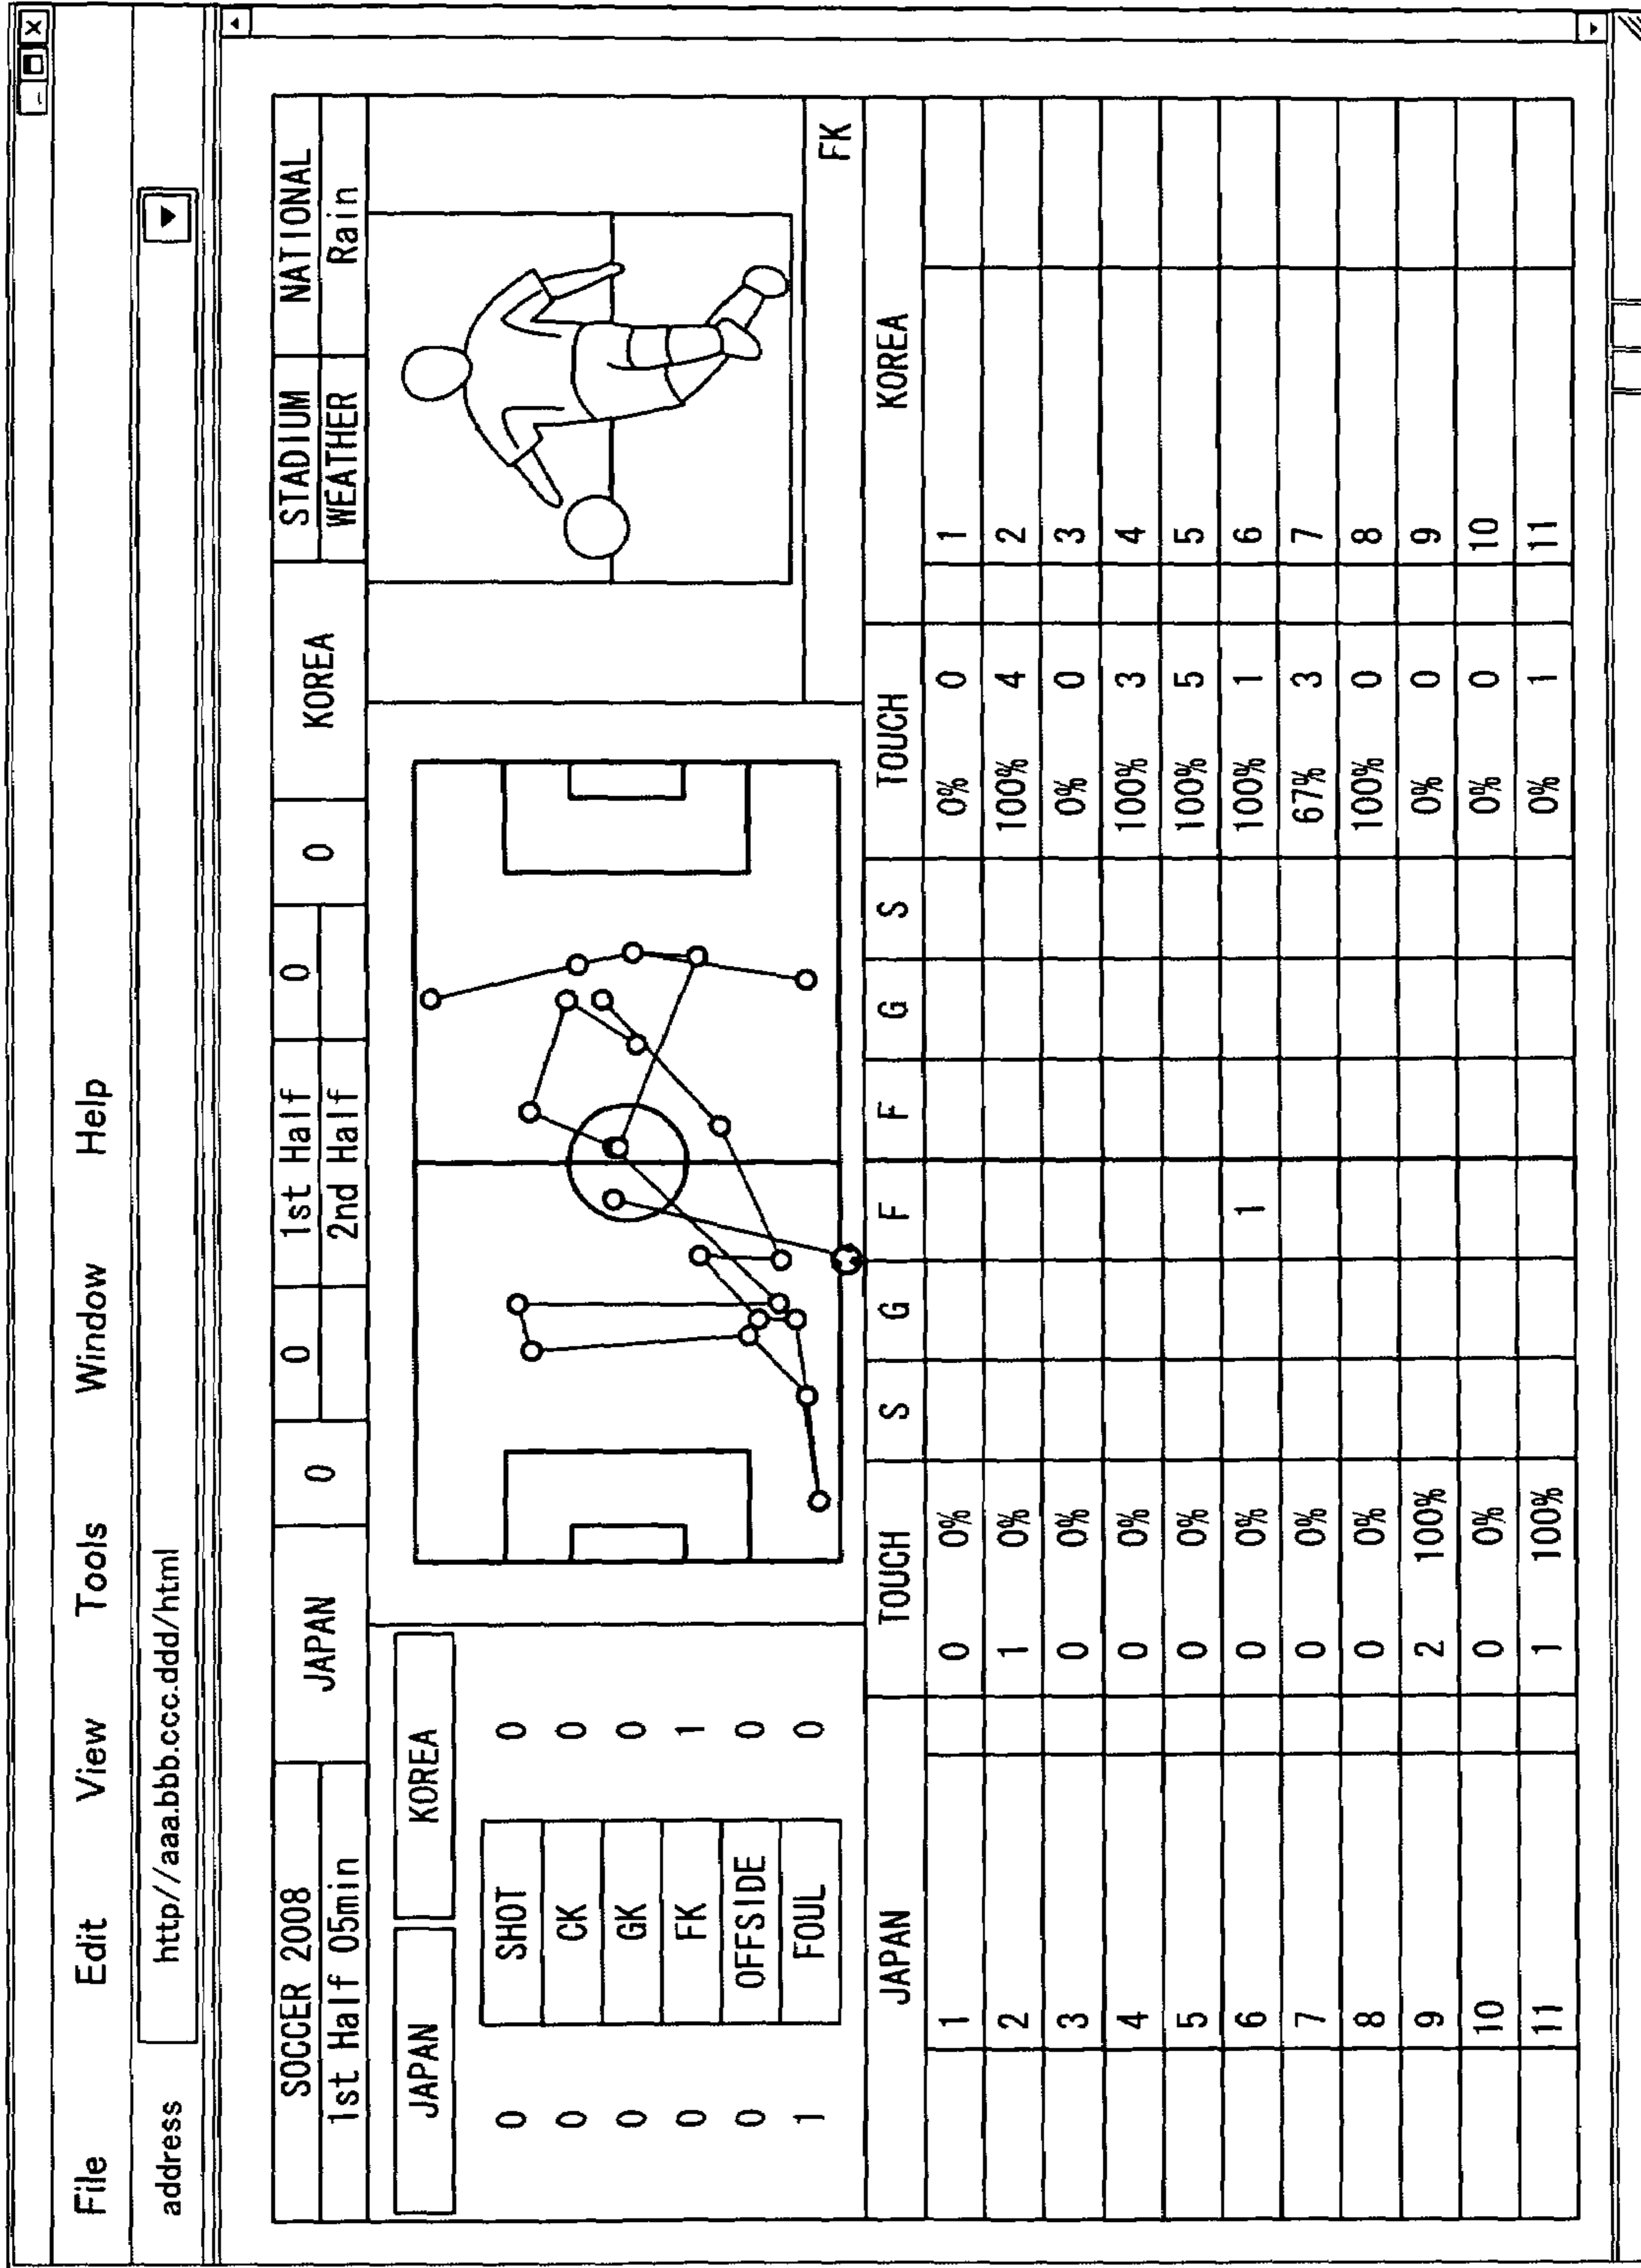 File Edit View Tools Window Help
address http//aaa.bbb.ccc.ddd/html
SOCCER 2008 JAPAN 0 0 1st Half 0 0 KOREA STADIUM NATIONAL
1st Half 05min 2nd Half WEATHER Rain
JAPAN KOREA
0 SHOT 0
0 CK 0
0 GK 0
0 FK 1
0 OFFSIDE 0
1 FOUL 0
FK
JAPAN TOUCH S G F F G S TOUCH KOREA
1 0 0% 0% 0 1
2 1 0% 100% 4 2
3 0 0% 0% 0 3
4 0 0% 100% 3 4
5 0 0% 100% 5 5
6 0 0% 1 100% 1 6
7 0 0% 67% 3 7
8 0 0% 100% 0 8
9 2 100% 0% 0 9
10 0 0% 0% 0 10
11 1 100% 0% 1 11